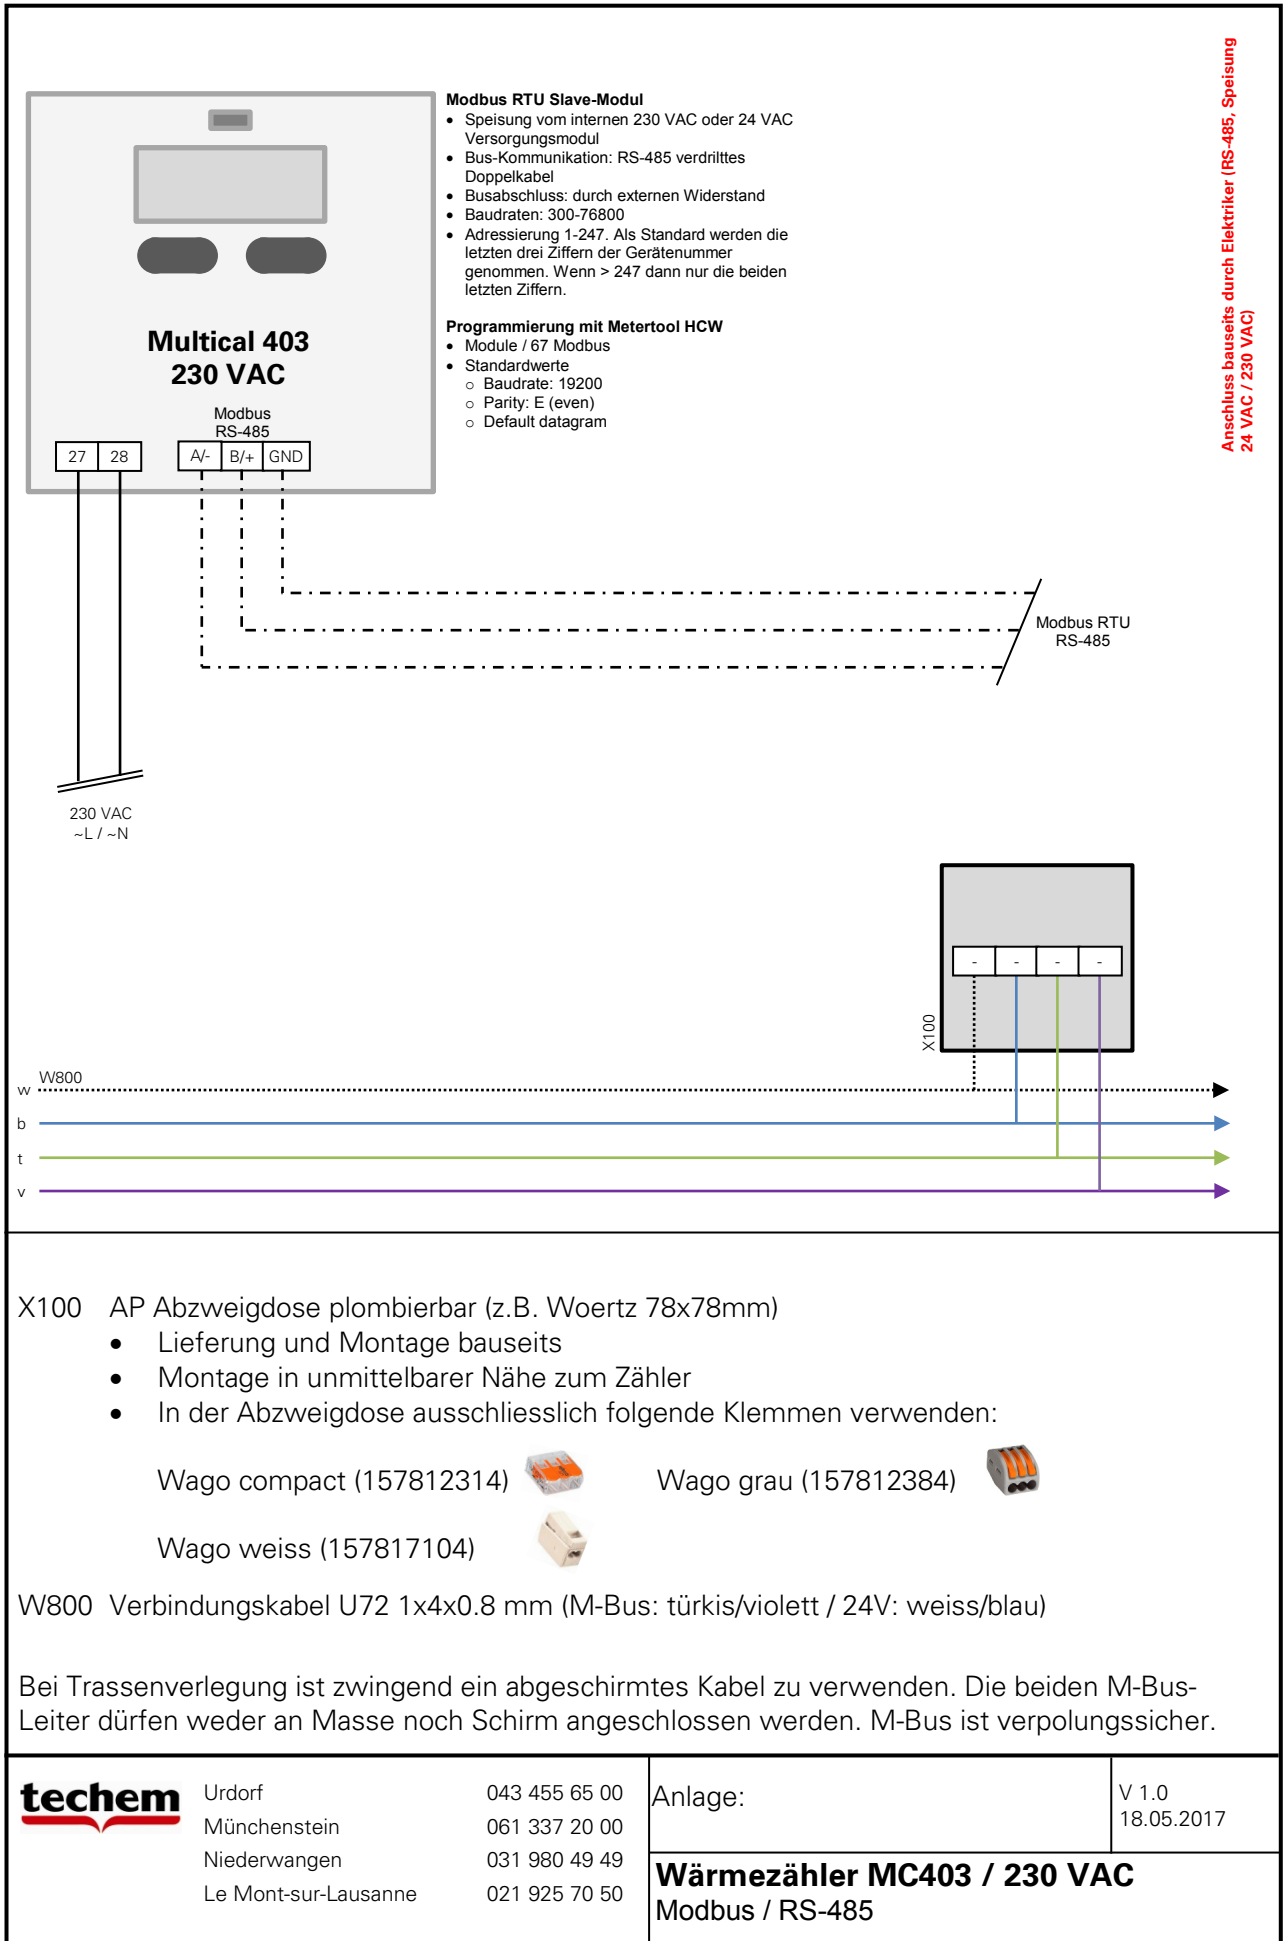 Modbus RTU Slave-Modul
• Speisung vom internen 230 VAC oder 24 VAC
Versorgungsmodul
• Bus-Kommunikation: RS-485 verdrilttes
Doppelkabel
• Busabschluss: durch externen Widerstand
• Baudraten: 300-76800
• Adressierung 1-247. Als Standard werden die
letzten drei Ziffern der Gerätenummer
genommen. Wenn > 247 dann nur die beiden
letzten Ziffern.
Programmierung mit Metertool HCW
• Module / 67 Modbus
• Standardwerte
o Baudrate: 19200
o Parity: E (even)
o Default datagram
Anschluss bauseits durch Elektriker (RS-485, Speisung
24 VAC / 230 VAC)
Multical 403
230 VAC
Modbus
RS-485
27 28 A/- B/+ GND
Modbus RTU
RS-485
230 VAC
~L / ~N
- - - -
X100
W800
w
b
t
v
X100 AP Abzweigdose plombierbar (z.B. Woertz 78x78mm)
• Lieferung und Montage bauseits
• Montage in unmittelbarer Nähe zum Zähler
• In der Abzweigdose ausschliesslich folgende Klemmen verwenden:
Wago compact (157812314) Wago grau (157812384)
Wago weiss (157817104)
W800 Verbindungskabel U72 1x4x0.8 mm (M-Bus: türkis/violett / 24V: weiss/blau)
Bei Trassenverlegung ist zwingend ein abgeschirmtes Kabel zu verwenden. Die beiden M-Bus-
Leiter dürfen weder an Masse noch Schirm angeschlossen werden. M-Bus ist verpolungssicher.
techem
Urdorf 043 455 65 00
Münchenstein 061 337 20 00
Niederwangen 031 980 49 49
Le Mont-sur-Lausanne 021 925 70 50
Anlage:
V 1.0
18.05.2017
Wärmezähler MC403 / 230 VAC
Modbus / RS-485